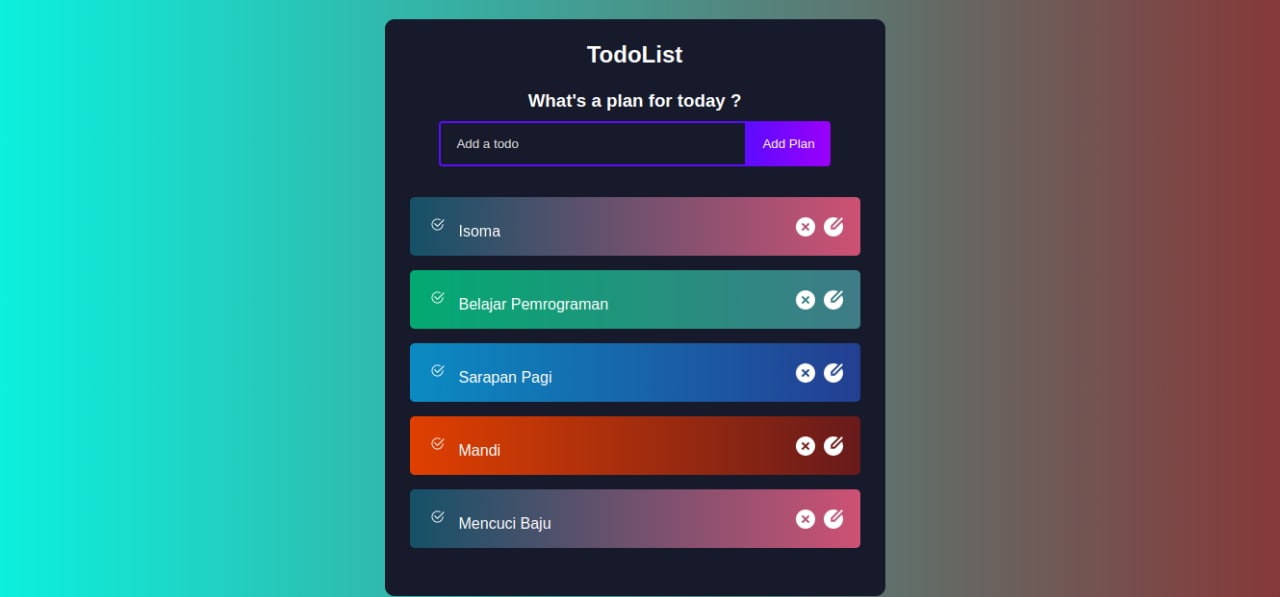 TodoList
What's a plan for today ?
Add a todo
Add Plan
Isoma
Belajar Pemrograman
Sarapan Pagi
Mandi
Mencuci Baju